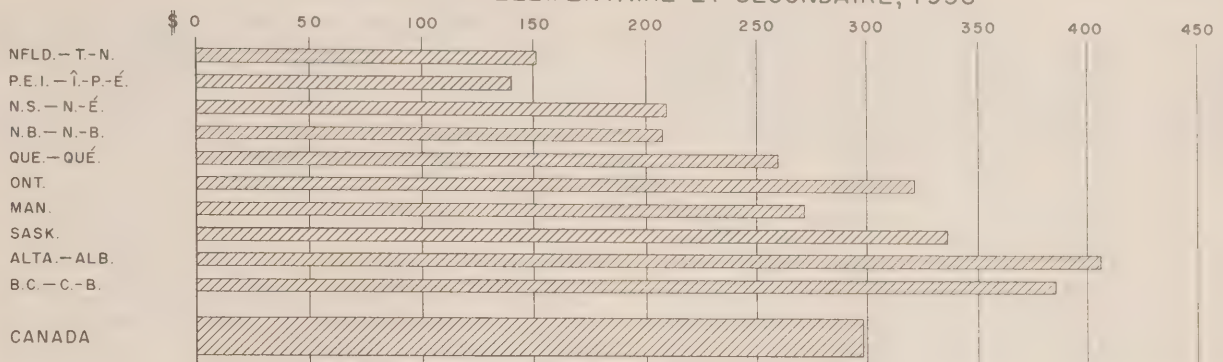 ÉLÉMENTAIRE ET SECONDAIRE, 1958
$ 0 50 100 150 200 250 300 350 400 450
NFLD.—T.-N.
P.E.I.—Î.-P.-É.
N.S.—N.-É.
N.B.—N.-B.
QUE.—QUÉ.
ONT.
MAN.
SASK.
ALTA.—ALB.
B.C.—C.-B.
CANADA